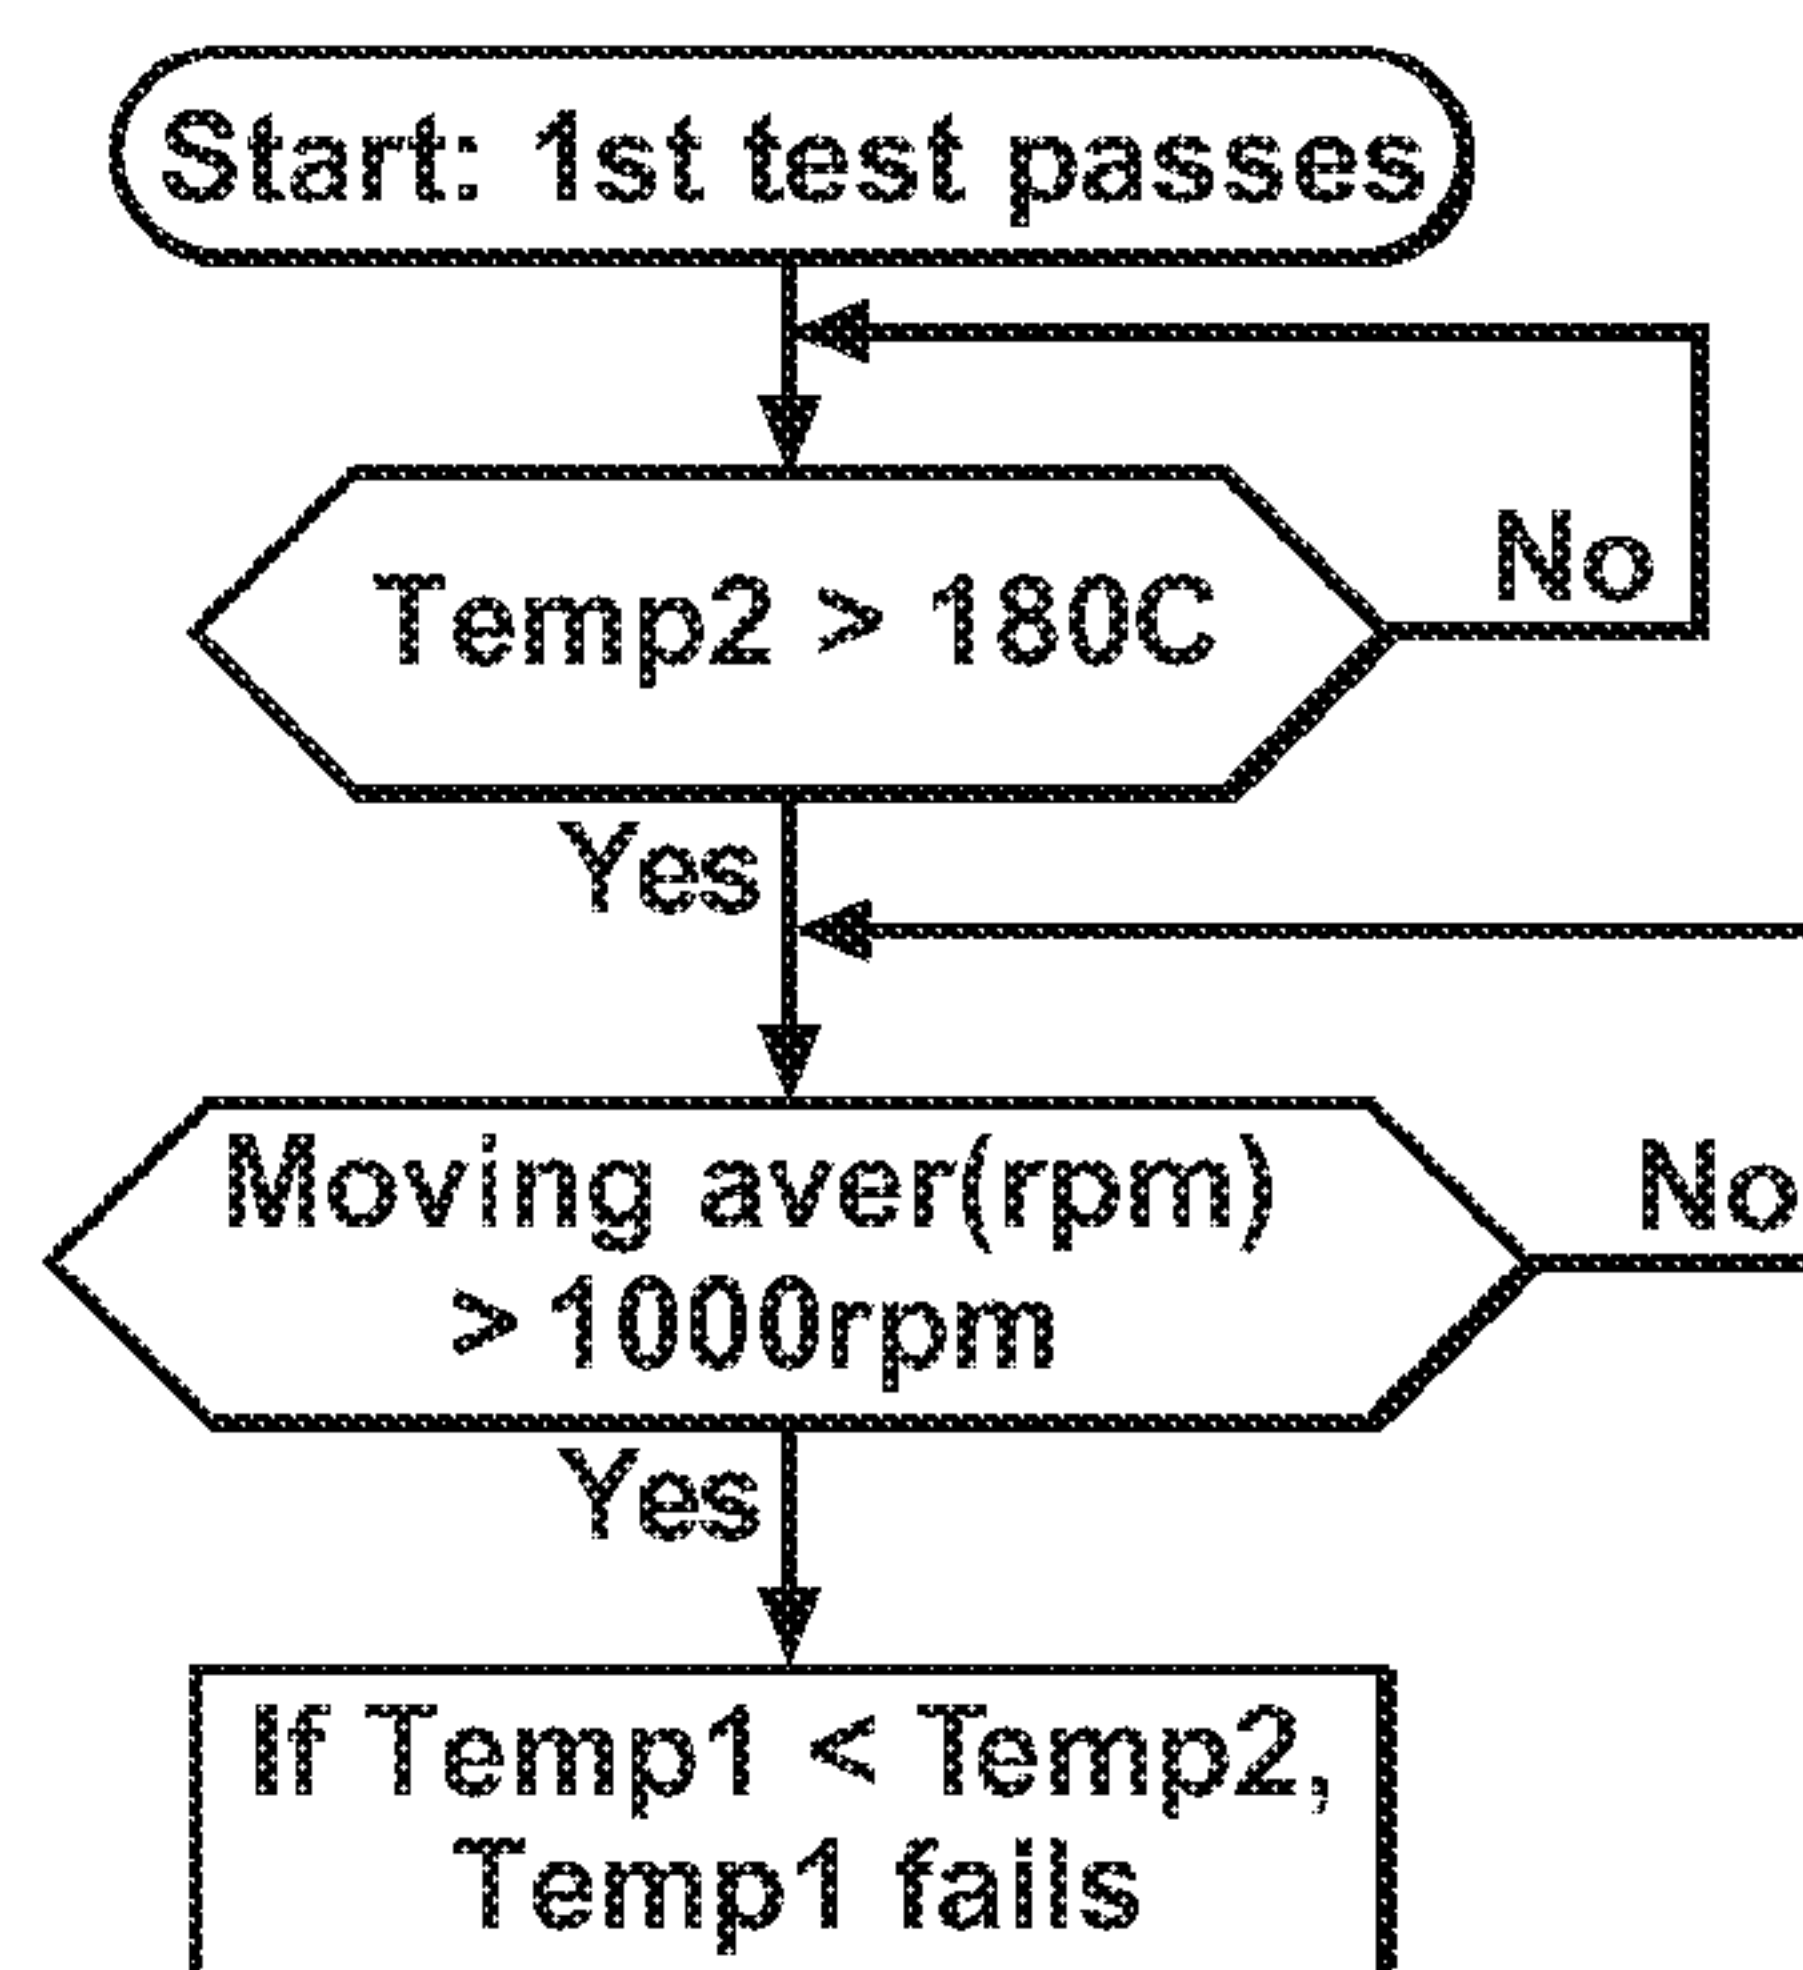 Start: 1st test passes
No
Temp2 > 180C
Yes
No
Moving aver(rpm)
> 1000rpm
Yes
If Temp1 < Temp2,
Temp1 fails